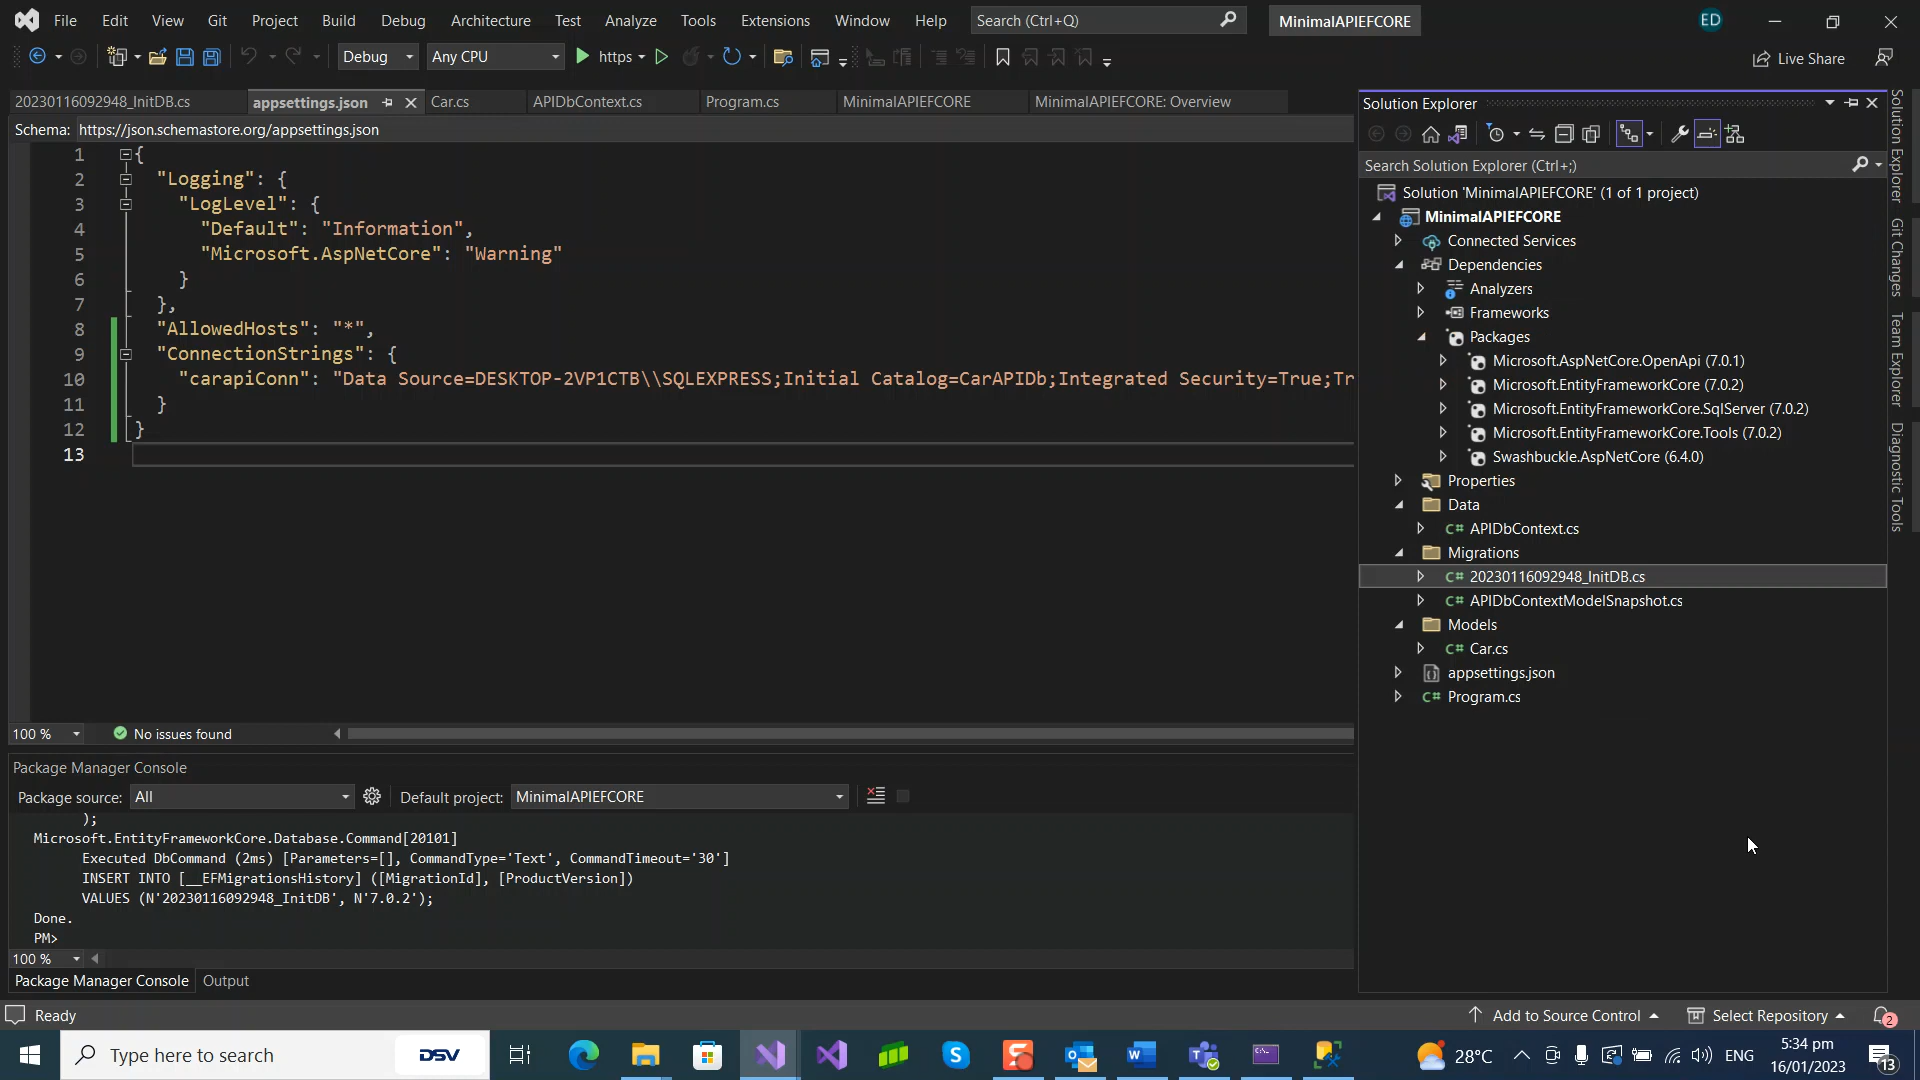 File Edit View Git Project Build Debug Architecture Test Analyze Tools Extensions Window Help Search (Ctrl+Q) MinimalAPIEFCORE ED
Debug Any CPU https Live Share
20230116092948_InitDB.cs appsettings.json Car.cs APIDbContext.cs Program.cs MinimalAPIEFCORE MinimalAPIEFCORE: Overview
Schema: https://json.schemastore.org/appsettings.json
1 {
2 "Logging": {
3 "LogLevel": {
4 "Default": "Information",
5 "Microsoft.AspNetCore": "Warning"
6 }
7 },
8 "AllowedHosts": "*",
9 "ConnectionStrings": {
10 "carapiConn": "Data Source=DESKTOP-2VP1CTB\\SQLEXPRESS;Initial Catalog=CarAPIDb;Integrated Security=True;Tr
11 }
12 }
13
100 % No issues found
Package Manager Console
Package source: All Default project: MinimalAPIEFCORE
);
Microsoft.EntityFrameworkCore.Database.Command[20101]
Executed DbCommand (2ms) [Parameters=[], CommandType='Text', CommandTimeout='30']
INSERT INTO [__EFMigrationsHistory] ([MigrationId], [ProductVersion])
VALUES (N'20230116092948_InitDB', N'7.0.2');
Done.
PM>
100 %
Package Manager Console Output
Solution Explorer
Search Solution Explorer (Ctrl+;)
Solution 'MinimalAPIEFCORE' (1 of 1 project)
MinimalAPIEFCORE
Connected Services
Dependencies
Analyzers
Frameworks
Packages
Microsoft.AspNetCore.OpenApi (7.0.1)
Microsoft.EntityFrameworkCore (7.0.2)
Microsoft.EntityFrameworkCore.SqlServer (7.0.2)
Microsoft.EntityFrameworkCore.Tools (7.0.2)
Swashbuckle.AspNetCore (6.4.0)
Properties
Data
C# APIDbContext.cs
Migrations
C# 20230116092948_InitDB.cs
C# APIDbContextModelSnapshot.cs
Models
C# Car.cs
appsettings.json
C# Program.cs
Solution Explorer
Git Changes
Team Explorer
Diagnostic Tools
Ready Add to Source Control Select Repository 2
Type here to search DSV 28°C ENG 5:34 pm
16/01/2023 13